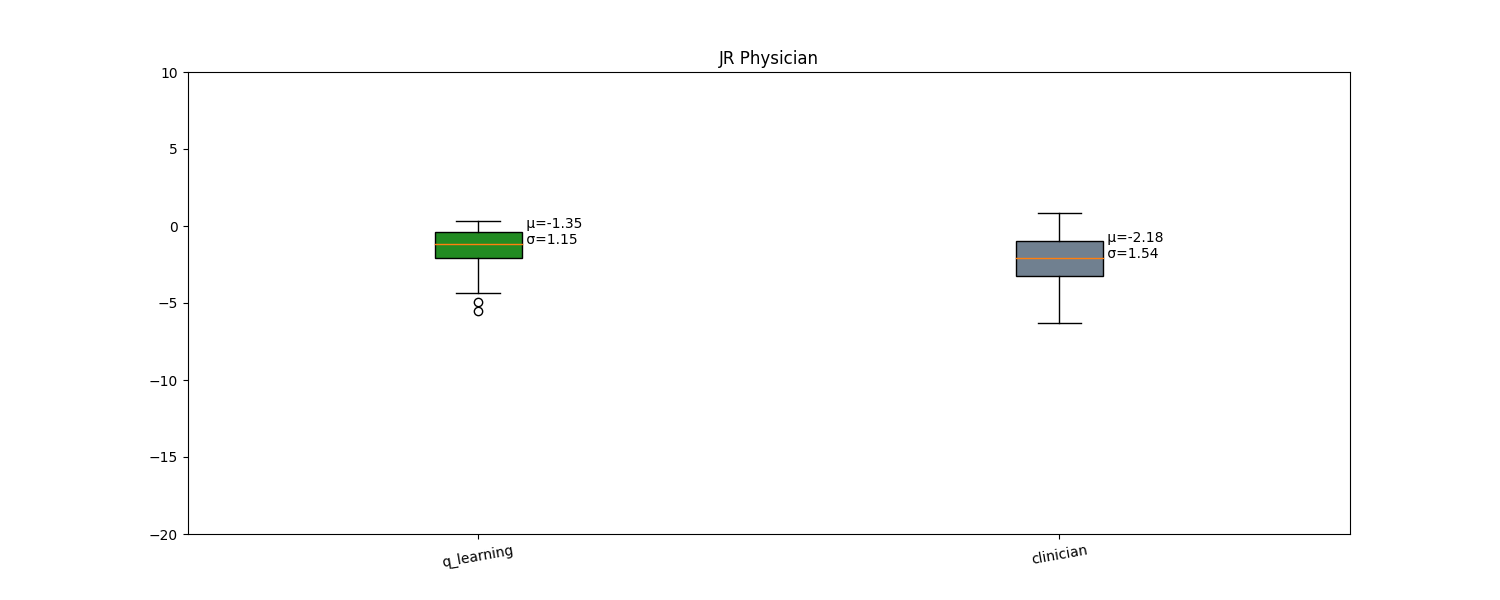 JR Physician
10
5
0
−5
−10
−15
−20
μ=-1.35
σ=1.15
μ=-2.18
σ=1.54
q_learning
clinician